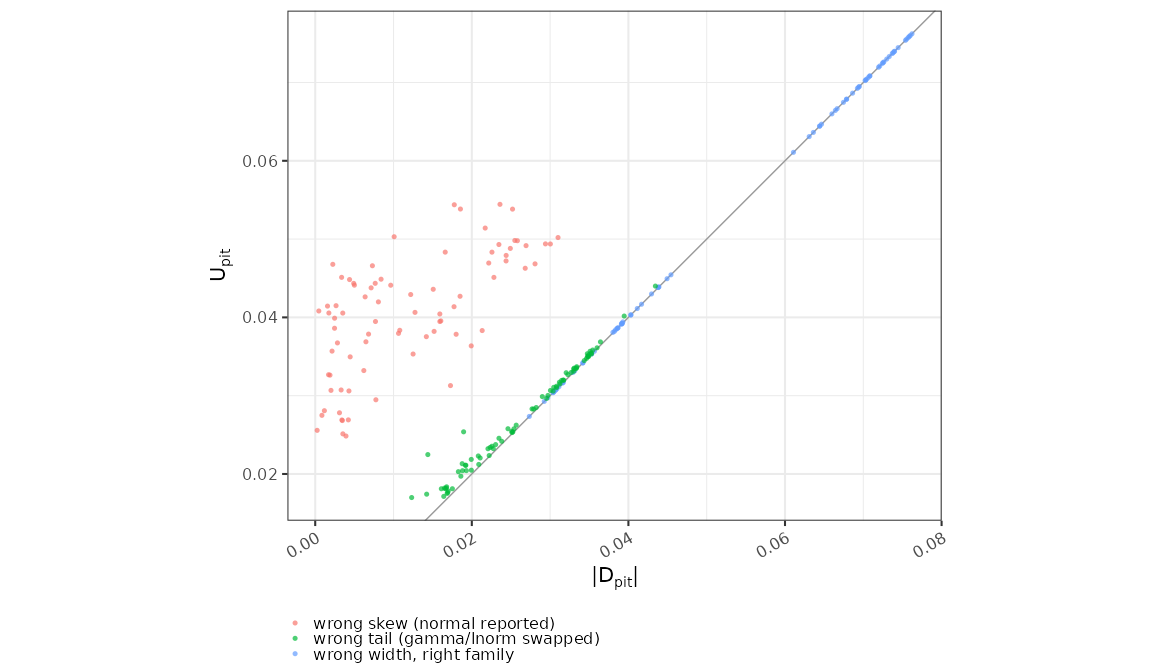 0.06
0.04
0.02
U_pit
0.00
0.02
0.04
0.06
0.08
|D_pit|
wrong skew (normal reported)
wrong tail (gamma/lnorm swapped)
wrong width, right family